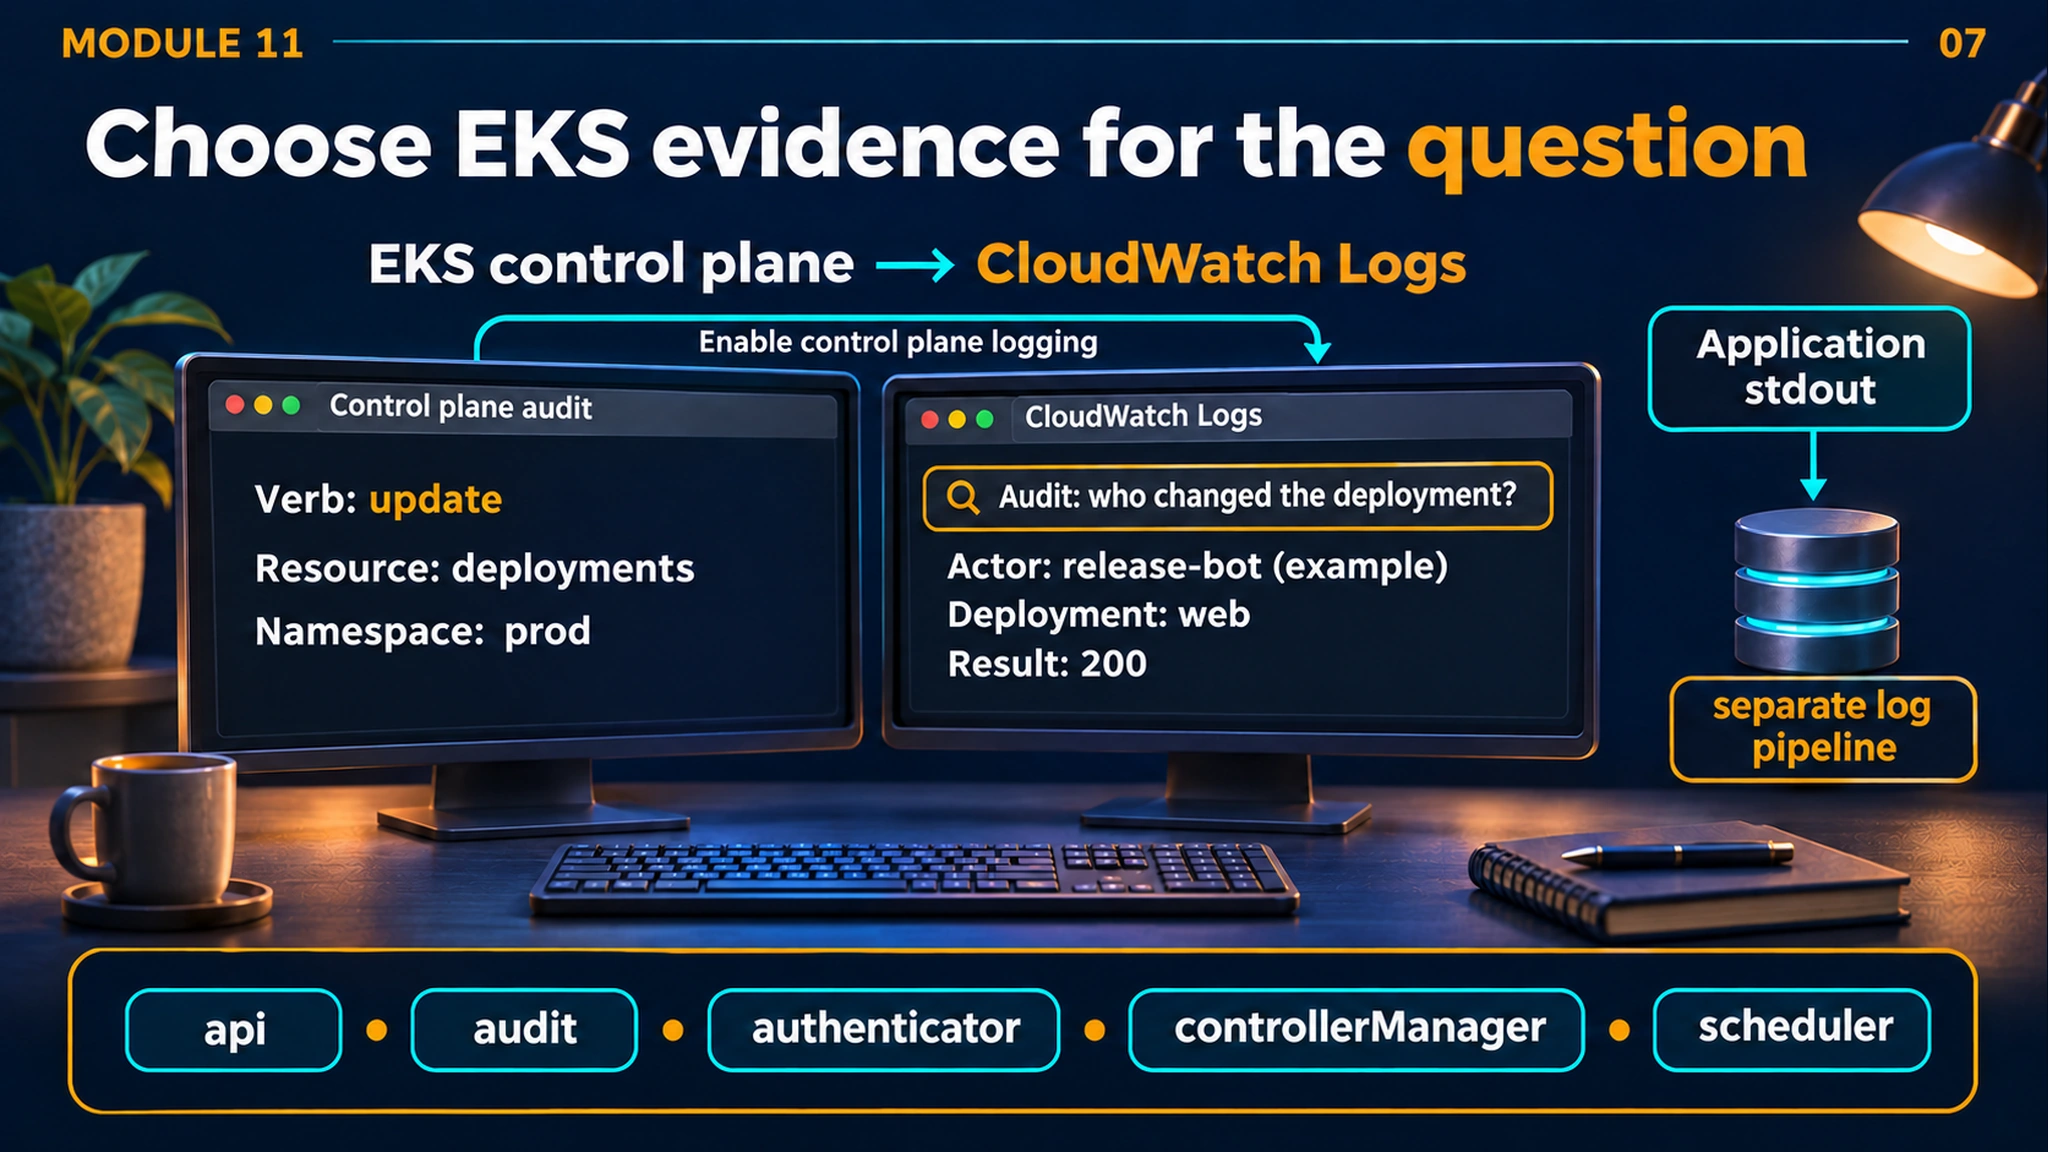 MODULE 11
07
Choose EKS evidence for the question
EKS control plane → CloudWatch Logs
Enable control plane logging
Control plane audit
Verb: update
Resource: deployments
Namespace: prod
CloudWatch Logs
Audit: who changed the deployment?
Actor: release-bot (example)
Deployment: web
Result: 200
Application
stdout
separate log
pipeline
api • audit • authenticator • controllerManager • scheduler